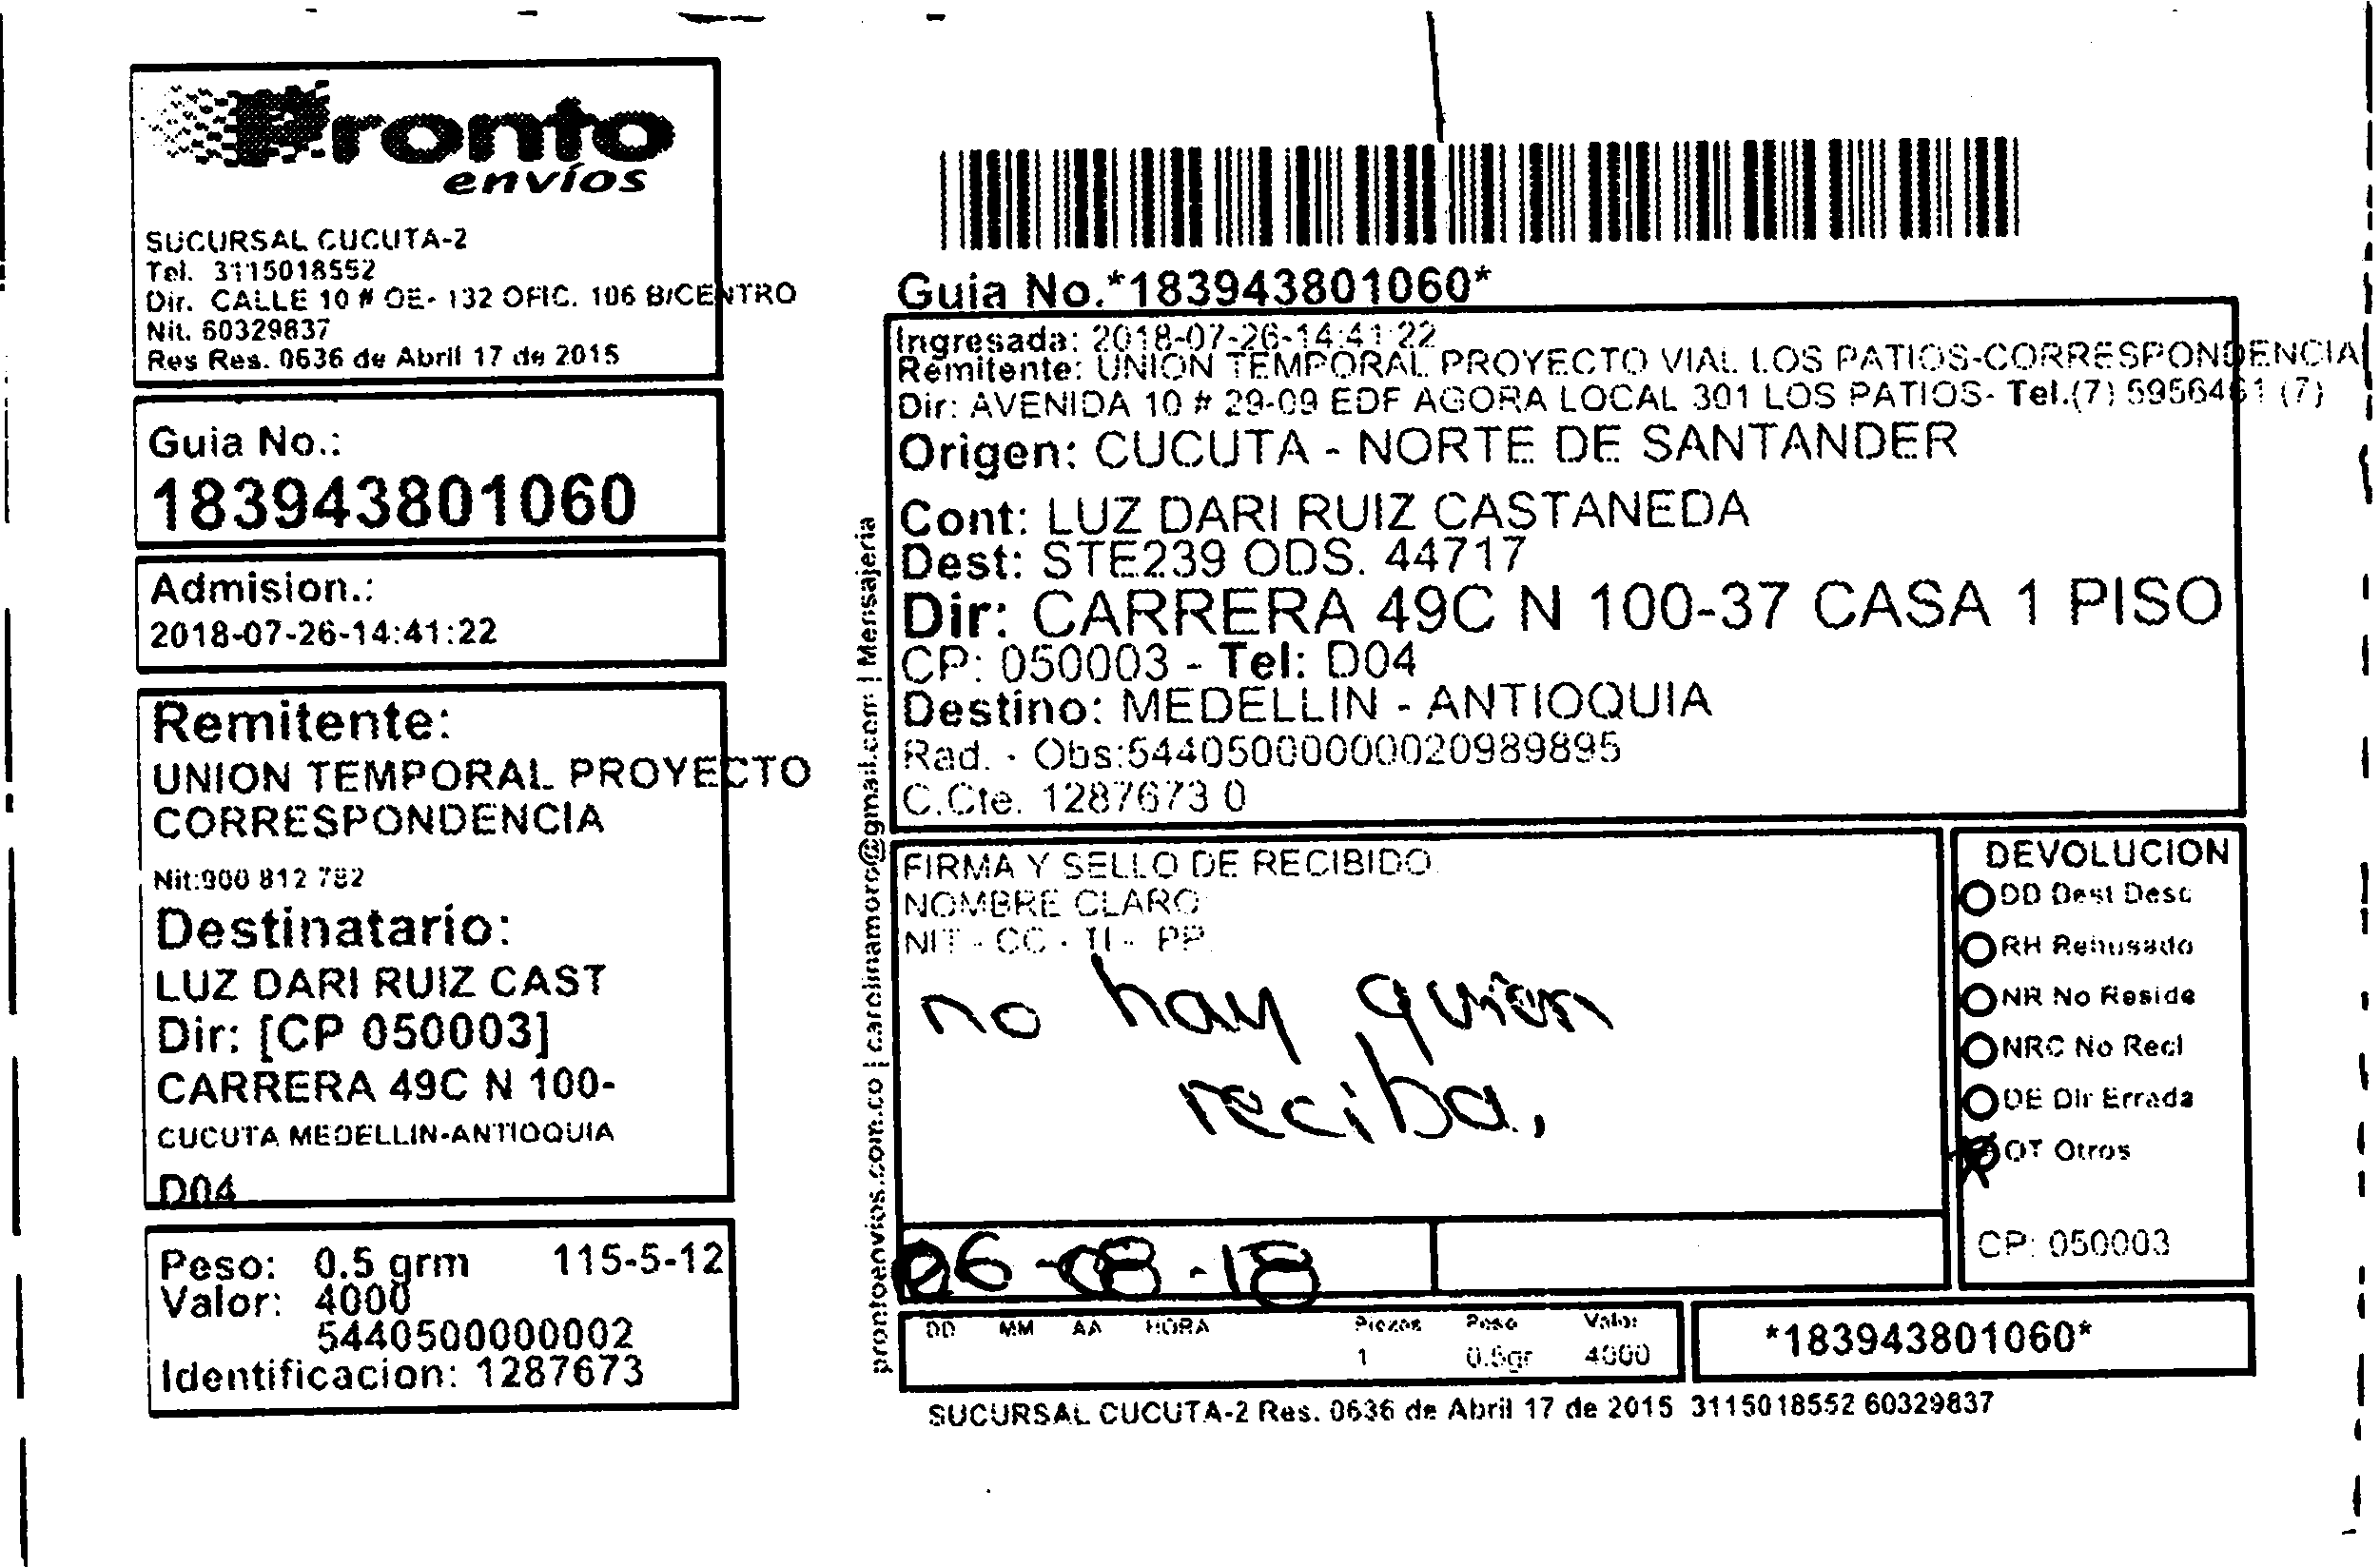 Pronto
envíos
SUCURSAL CUCUTA-2
Tel. 3115018552
Dir. CALLE 10 # OE- 132 OFIC. 106 B/CENTRO
Nit. 60329837
Res Res. 0636 de Abril 17 de 2015
Guia No.:
183943801060
Admision.:
2018-07-26-14:41:22
Remitente:
UNION TEMPORAL PROYECTO
CORRESPONDENCIA
Nit:900 812 782
Destinatario:
LUZ DARI RUIZ CAST
Dir: [CP 050003]
CARRERA 49C N 100-
CUCUTA MEDELLIN-ANTIOQUIA
D04
Peso: 0.5 grm 115-5-12
Valor: 4000
5440500000002
Identificacion: 1287673
prontoenvios.com.co | carolinamoros@gmail.com | Mensajeria
Guia No.*183943801060*
Ingresada: 2018-07-26-14:41:22
Remitente: UNION TEMPORAL PROYECTO VIAL LOS PATIOS-CORRESPONDENCIA
Dir: AVENIDA 10 # 29-09 EDF AGORA LOCAL 301 LOS PATIOS- Tel.(7) 5956461 (7)
Origen: CUCUTA - NORTE DE SANTANDER
Cont: LUZ DARI RUIZ CASTANEDA
Dest: STE239 ODS. 44717
Dir: CARRERA 49C N 100-37 CASA 1 PISO
CP: 050003 - Tel: D04
Destino: MEDELLIN - ANTIOQUIA
Rad. - Obs:544050000000020989895
C.Cte. 1287673 0
FIRMA Y SELLO DE RECIBIDO
NOMBRE CLARO
NIT - CC - TI - PP
no hay quien
reciba.
06-08-18
DEVOLUCION
DD Dest Desc
RH Rehusado
NR No Reside
NRC No Recl
DE Dir Errada
OT Otros
CP: 050003
DD MM AA HORA Piezas Peso Valor
1 0.5gr 4000
*183943801060*
SUCURSAL CUCUTA-2 Res. 0636 de Abril 17 de 2015 3115018552 60329837